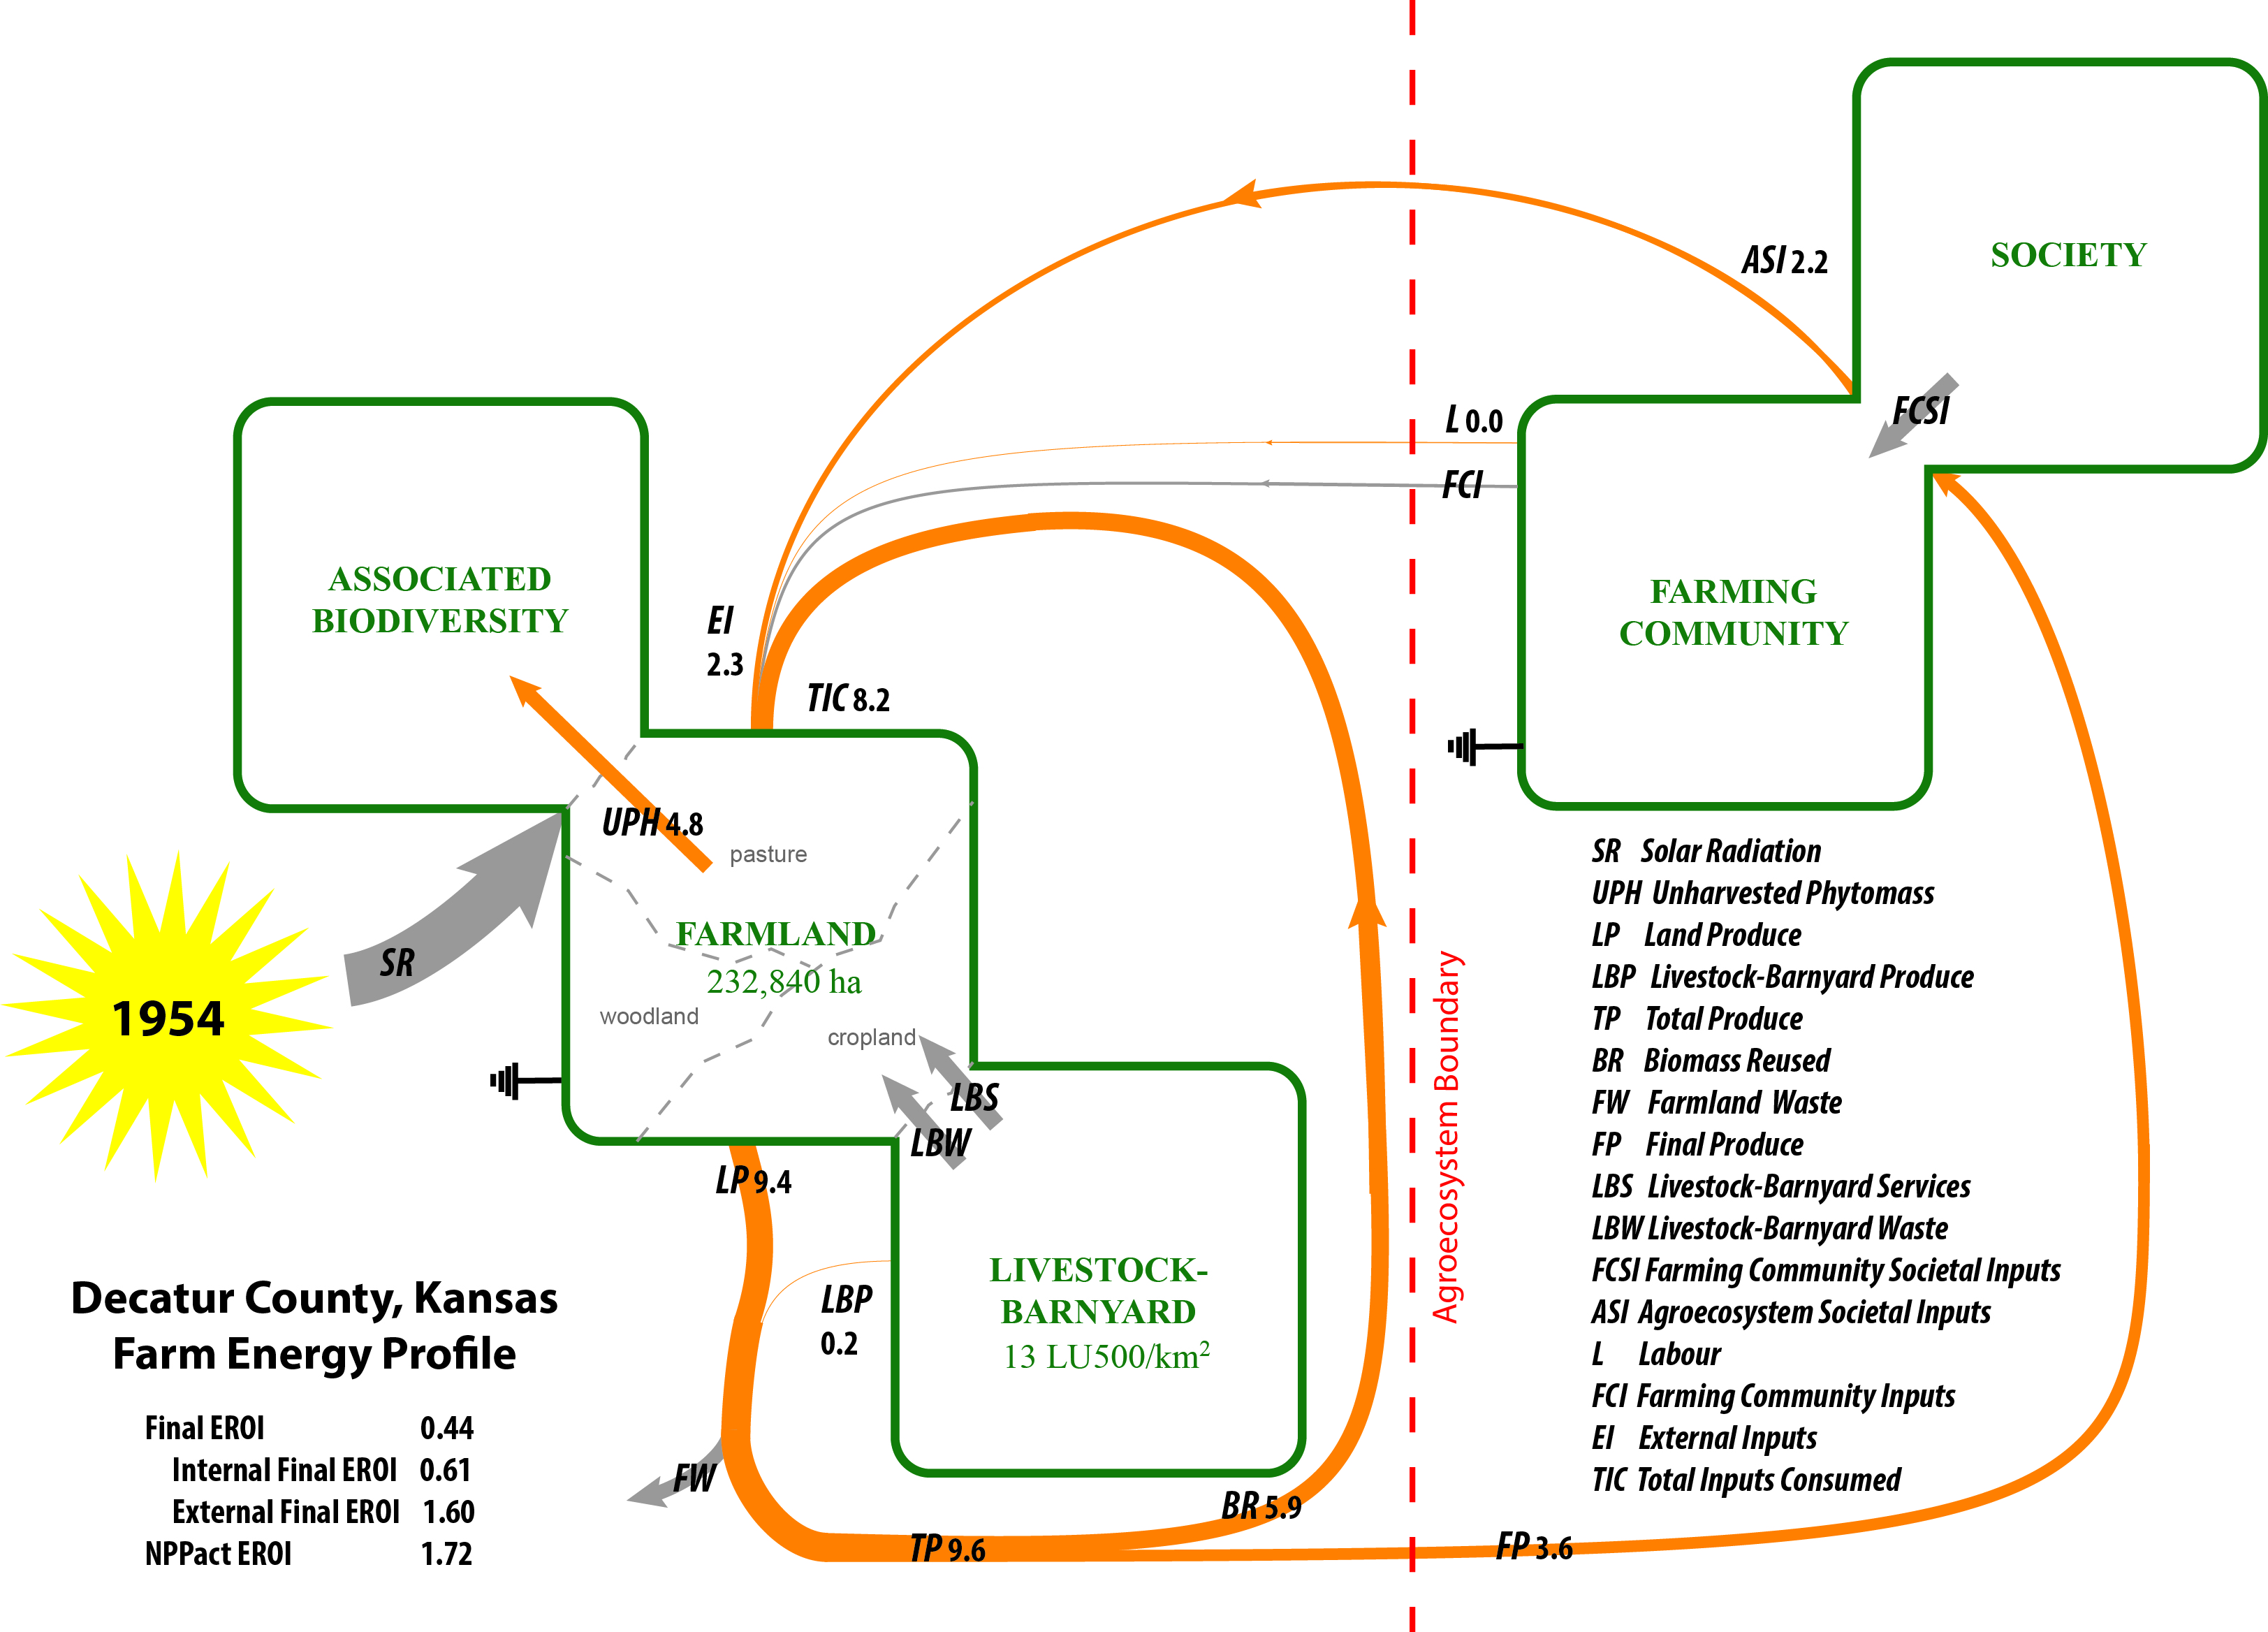 SOCIETY
ASI 2.2
FCSI
L 0.0
FCI
ASSOCIATED
BIODIVERSITY
FARMING
COMMUNITY
EI
2.3
TIC 8.2
UPH 4.8
pasture
FARMLAND
232,840 ha
woodland
cropland
SR
1954
LBS
LBW
LP 9.4
LBP
0.2
LIVESTOCK-
BARNYARD
13 LU500/km²
Agroecosystem Boundary
SR Solar Radiation
UPH Unharvested Phytomass
LP Land Produce
LBP Livestock-Barnyard Produce
TP Total Produce
BR Biomass Reused
FW Farmland Waste
FP Final Produce
LBS Livestock-Barnyard Services
LBW Livestock-Barnyard Waste
FCSI Farming Community Societal Inputs
ASI Agroecosystem Societal Inputs
L Labour
FCI Farming Community Inputs
EI External Inputs
TIC Total Inputs Consumed
Decatur County, Kansas
Farm Energy Profile
Final EROI 0.44
Internal Final EROI 0.61
External Final EROI 1.60
NPPact EROI 1.72
FW
BR 5.9
TP 9.6
FP 3.6